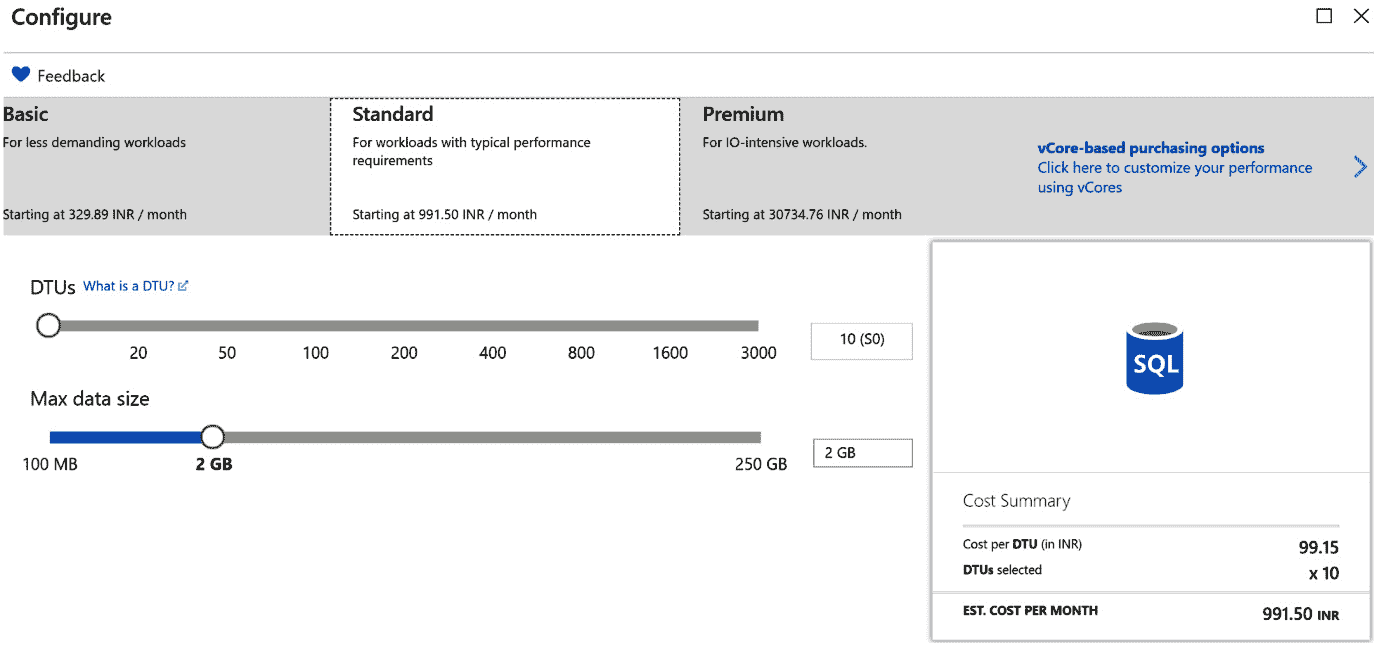 Configure
Feedback
Basic
For less demanding workloads
Starting at 329.89 INR / month
Standard
For workloads with typical performance
requirements
Starting at 991.50 INR / month
Premium
For IO-intensive workloads.
Starting at 30734.76 INR / month
vCore-based purchasing options
Click here to customize your performance
using vCores
DTUs What is a DTU?
20 50 100 200 400 800 1600 3000
10 (S0)
Max data size
100 MB 2 GB 250 GB
2 GB
SQL
Cost Summary
Cost per DTU (in INR) 99.15
DTUs selected x 10
EST. COST PER MONTH 991.50 INR